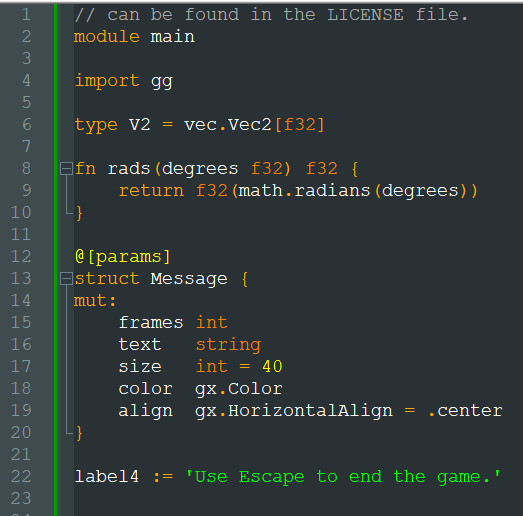 1 // can be found in the LICENSE file.
2 module main
3
4 import gg
5
6 type V2 = vec.Vec2[f32]
7
8 fn rads(degrees f32) f32 {
9     return f32(math.radians(degrees))
10 }
11
12 @[params]
13 struct Message {
14 mut:
15     frames int
16     text   string
17     size   int = 40
18     color  gx.Color
19     align  gx.HorizontalAlign = .center
20 }
21
22 label4 := 'Use Escape to end the game.'
23